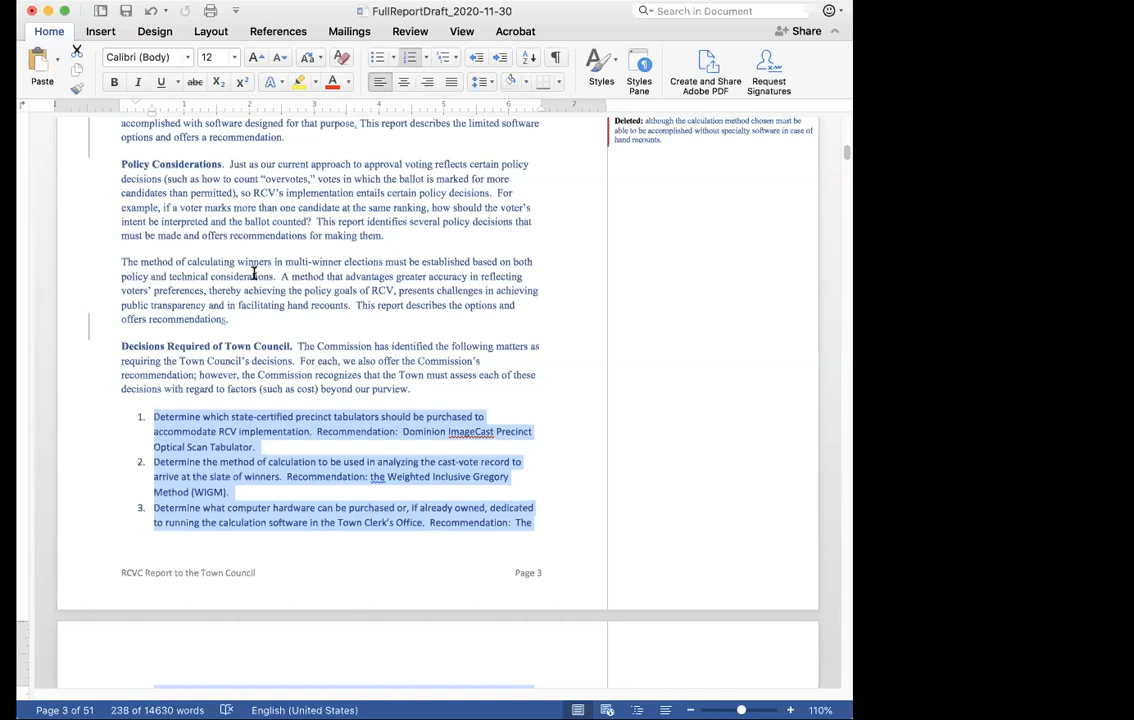 FullReportDraft_2020-11-30
Search in Document
Home Insert Design Layout References Mailings Review View Acrobat Share
Paste Calibri (Body) 12 Styles Styles Pane Create and Share Adobe PDF Request Signatures
1 1 2 3 4 5 6 7
accomplished with software designed for that purpose. This report describes the limited software
options and offers a recommendation.
Deleted: although the calculation method chosen must be
able to be accomplished without specialty software in case of
hand recounts.
Policy Considerations. Just as our current approach to approval voting reflects certain policy
decisions (such as how to count “overvotes,” votes in which the ballot is marked for more
candidates than permitted), so RCV’s implementation entails certain policy decisions. For
example, if a voter marks more than one candidate at the same ranking, how should the voter’s
intent be interpreted and the ballot counted? This report identifies several policy decisions that
must be made and offers recommendations for making them.
The method of calculating winners in multi-winner elections must be established based on both
policy and technical considerations. A method that advantages greater accuracy in reflecting
voters’ preferences, thereby achieving the policy goals of RCV, presents challenges in achieving
public transparency and in facilitating hand recounts. This report describes the options and
offers recommendations.
Decisions Required of Town Council. The Commission has identified the following matters as
requiring the Town Council’s decisions. For each, we also offer the Commission’s
recommendation; however, the Commission recognizes that the Town must assess each of these
decisions with regard to factors (such as cost) beyond our purview.
1. Determine which state-certified precinct tabulators should be purchased to
accommodate RCV implementation. Recommendation: Dominion ImageCast Precinct
Optical Scan Tabulator.
2. Determine the method of calculation to be used in analyzing the cast-vote record to
arrive at the slate of winners. Recommendation: the Weighted Inclusive Gregory
Method (WIGM).
3. Determine what computer hardware can be purchased or, if already owned, dedicated
to running the calculation software in the Town Clerk’s Office. Recommendation: The
RCVC Report to the Town Council Page 3
Page 3 of 51 238 of 14630 words English (United States) 110%